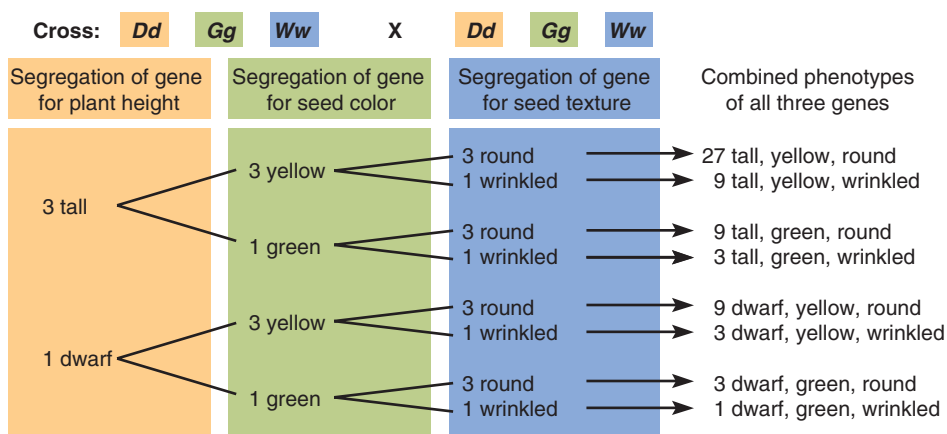 Cross: Dd Gg Ww X Dd Gg Ww
Segregation of gene
for plant height
Segregation of gene
for seed color
Segregation of gene
for seed texture
Combined phenotypes
of all three genes
3 tall
3 yellow
3 round
27 tall, yellow, round
1 wrinkled
9 tall, yellow, wrinkled
1 green
3 round
9 tall, green, round
1 wrinkled
3 tall, green, wrinkled
1 dwarf
3 yellow
3 round
9 dwarf, yellow, round
1 wrinkled
3 dwarf, yellow, wrinkled
1 green
3 round
3 dwarf, green, round
1 wrinkled
1 dwarf, green, wrinkled